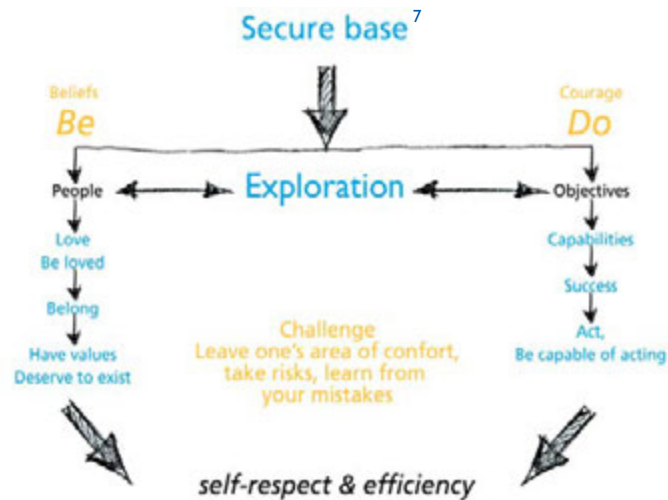 Secure base 7
Beliefs
Be
Courage
Do
People
Exploration
Objectives
Love
Be loved
Belong
Have values
Deserve to exist
Capabilities
Success
Act,
Be capable of acting
Challenge
Leave one's area of confort,
take risks, learn from
your mistakes
self-respect & efficiency